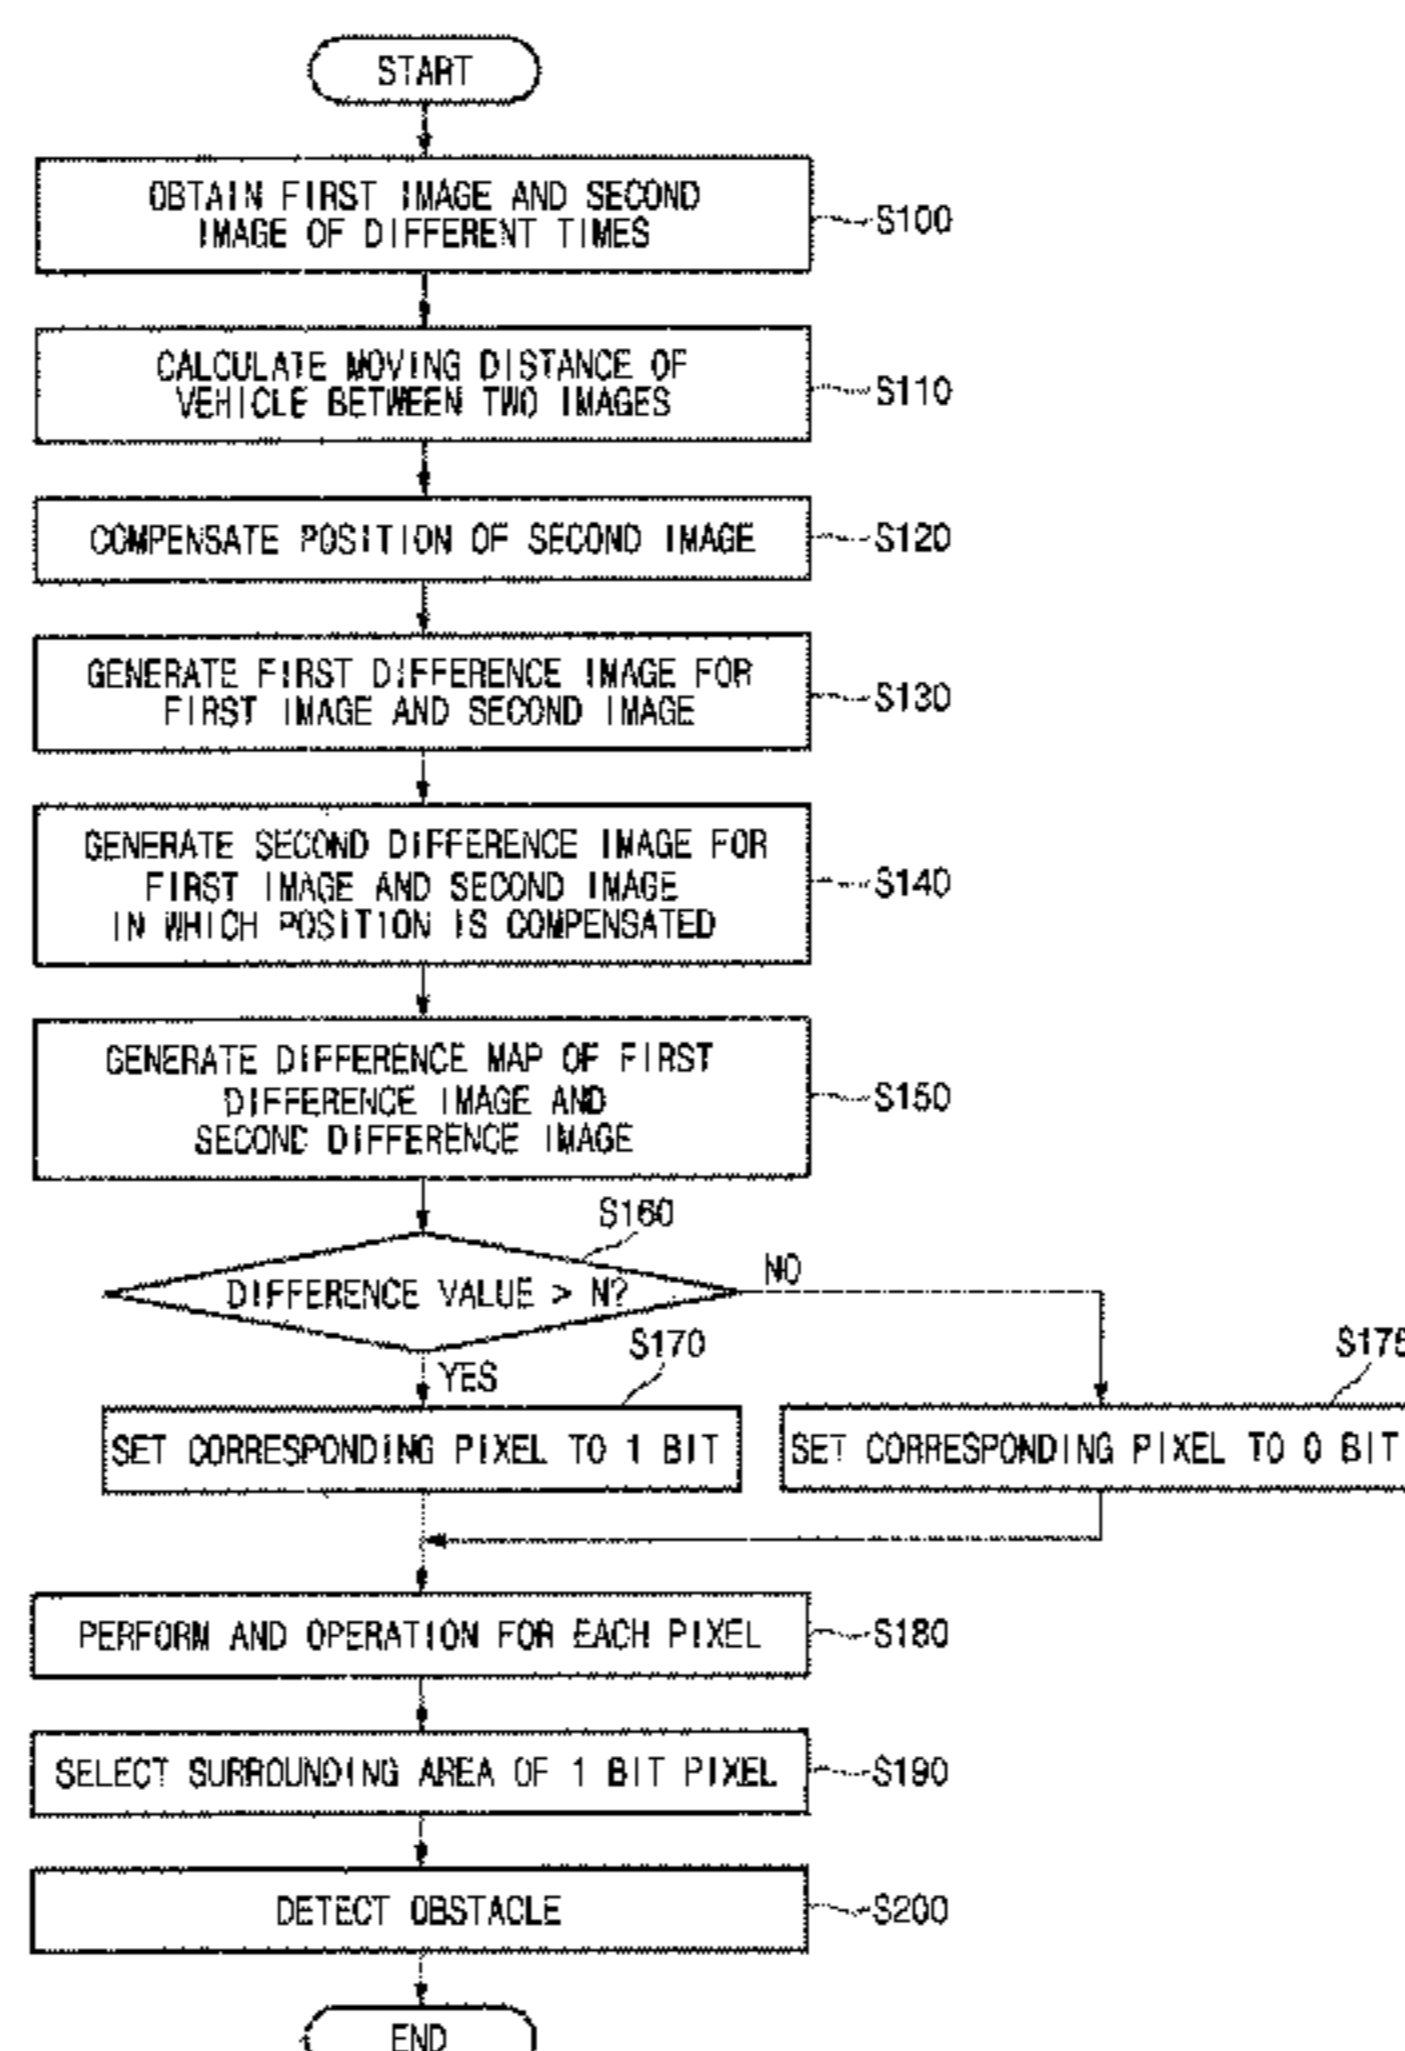 START
OBTAIN FIRST IMAGE AND SECOND
IMAGE OF DIFFERENT TIMES
S100
CALCULATE MOVING DISTANCE OF
VEHICLE BETWEEN TWO IMAGES
S110
COMPENSATE POSITION OF SECOND IMAGE
S120
GENERATE FIRST DIFFERENCE IMAGE FOR
FIRST IMAGE AND SECOND IMAGE
S130
GENERATE SECOND DIFFERENCE IMAGE FOR
FIRST IMAGE AND SECOND IMAGE
IN WHICH POSITION IS COMPENSATED
S140
GENERATE DIFFERENCE MAP OF FIRST
DIFFERENCE IMAGE AND
SECOND DIFFERENCE IMAGE
S150
S160
DIFFERENCE VALUE > N?
NO
YES
S170
SET CORRESPONDING PIXEL TO 1 BIT
S175
SET CORRESPONDING PIXEL TO 0 BIT
PERFORM AND OPERATION FOR EACH PIXEL
S180
SELECT SURROUNDING AREA OF 1 BIT PIXEL
S190
DETECT OBSTACLE
S200
END